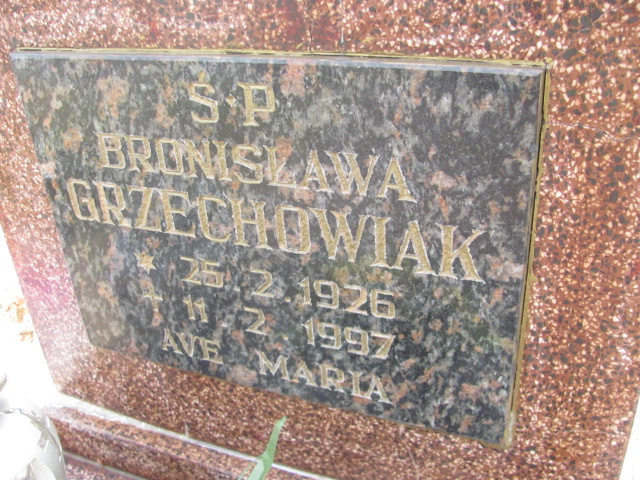 Ś.P
BRONISŁAWA
GRZECHOWIAK
* 25 2 1926
+ 11 2 1997
AVE MARIA